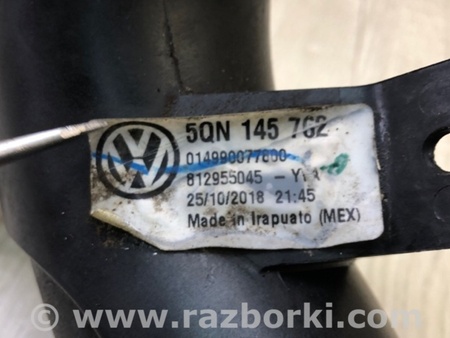 5QN 145 762
014990077800
812955045 -YVA
25/10/2018 21:45
Made in Irapuato (MEX)
© www.razborki.com